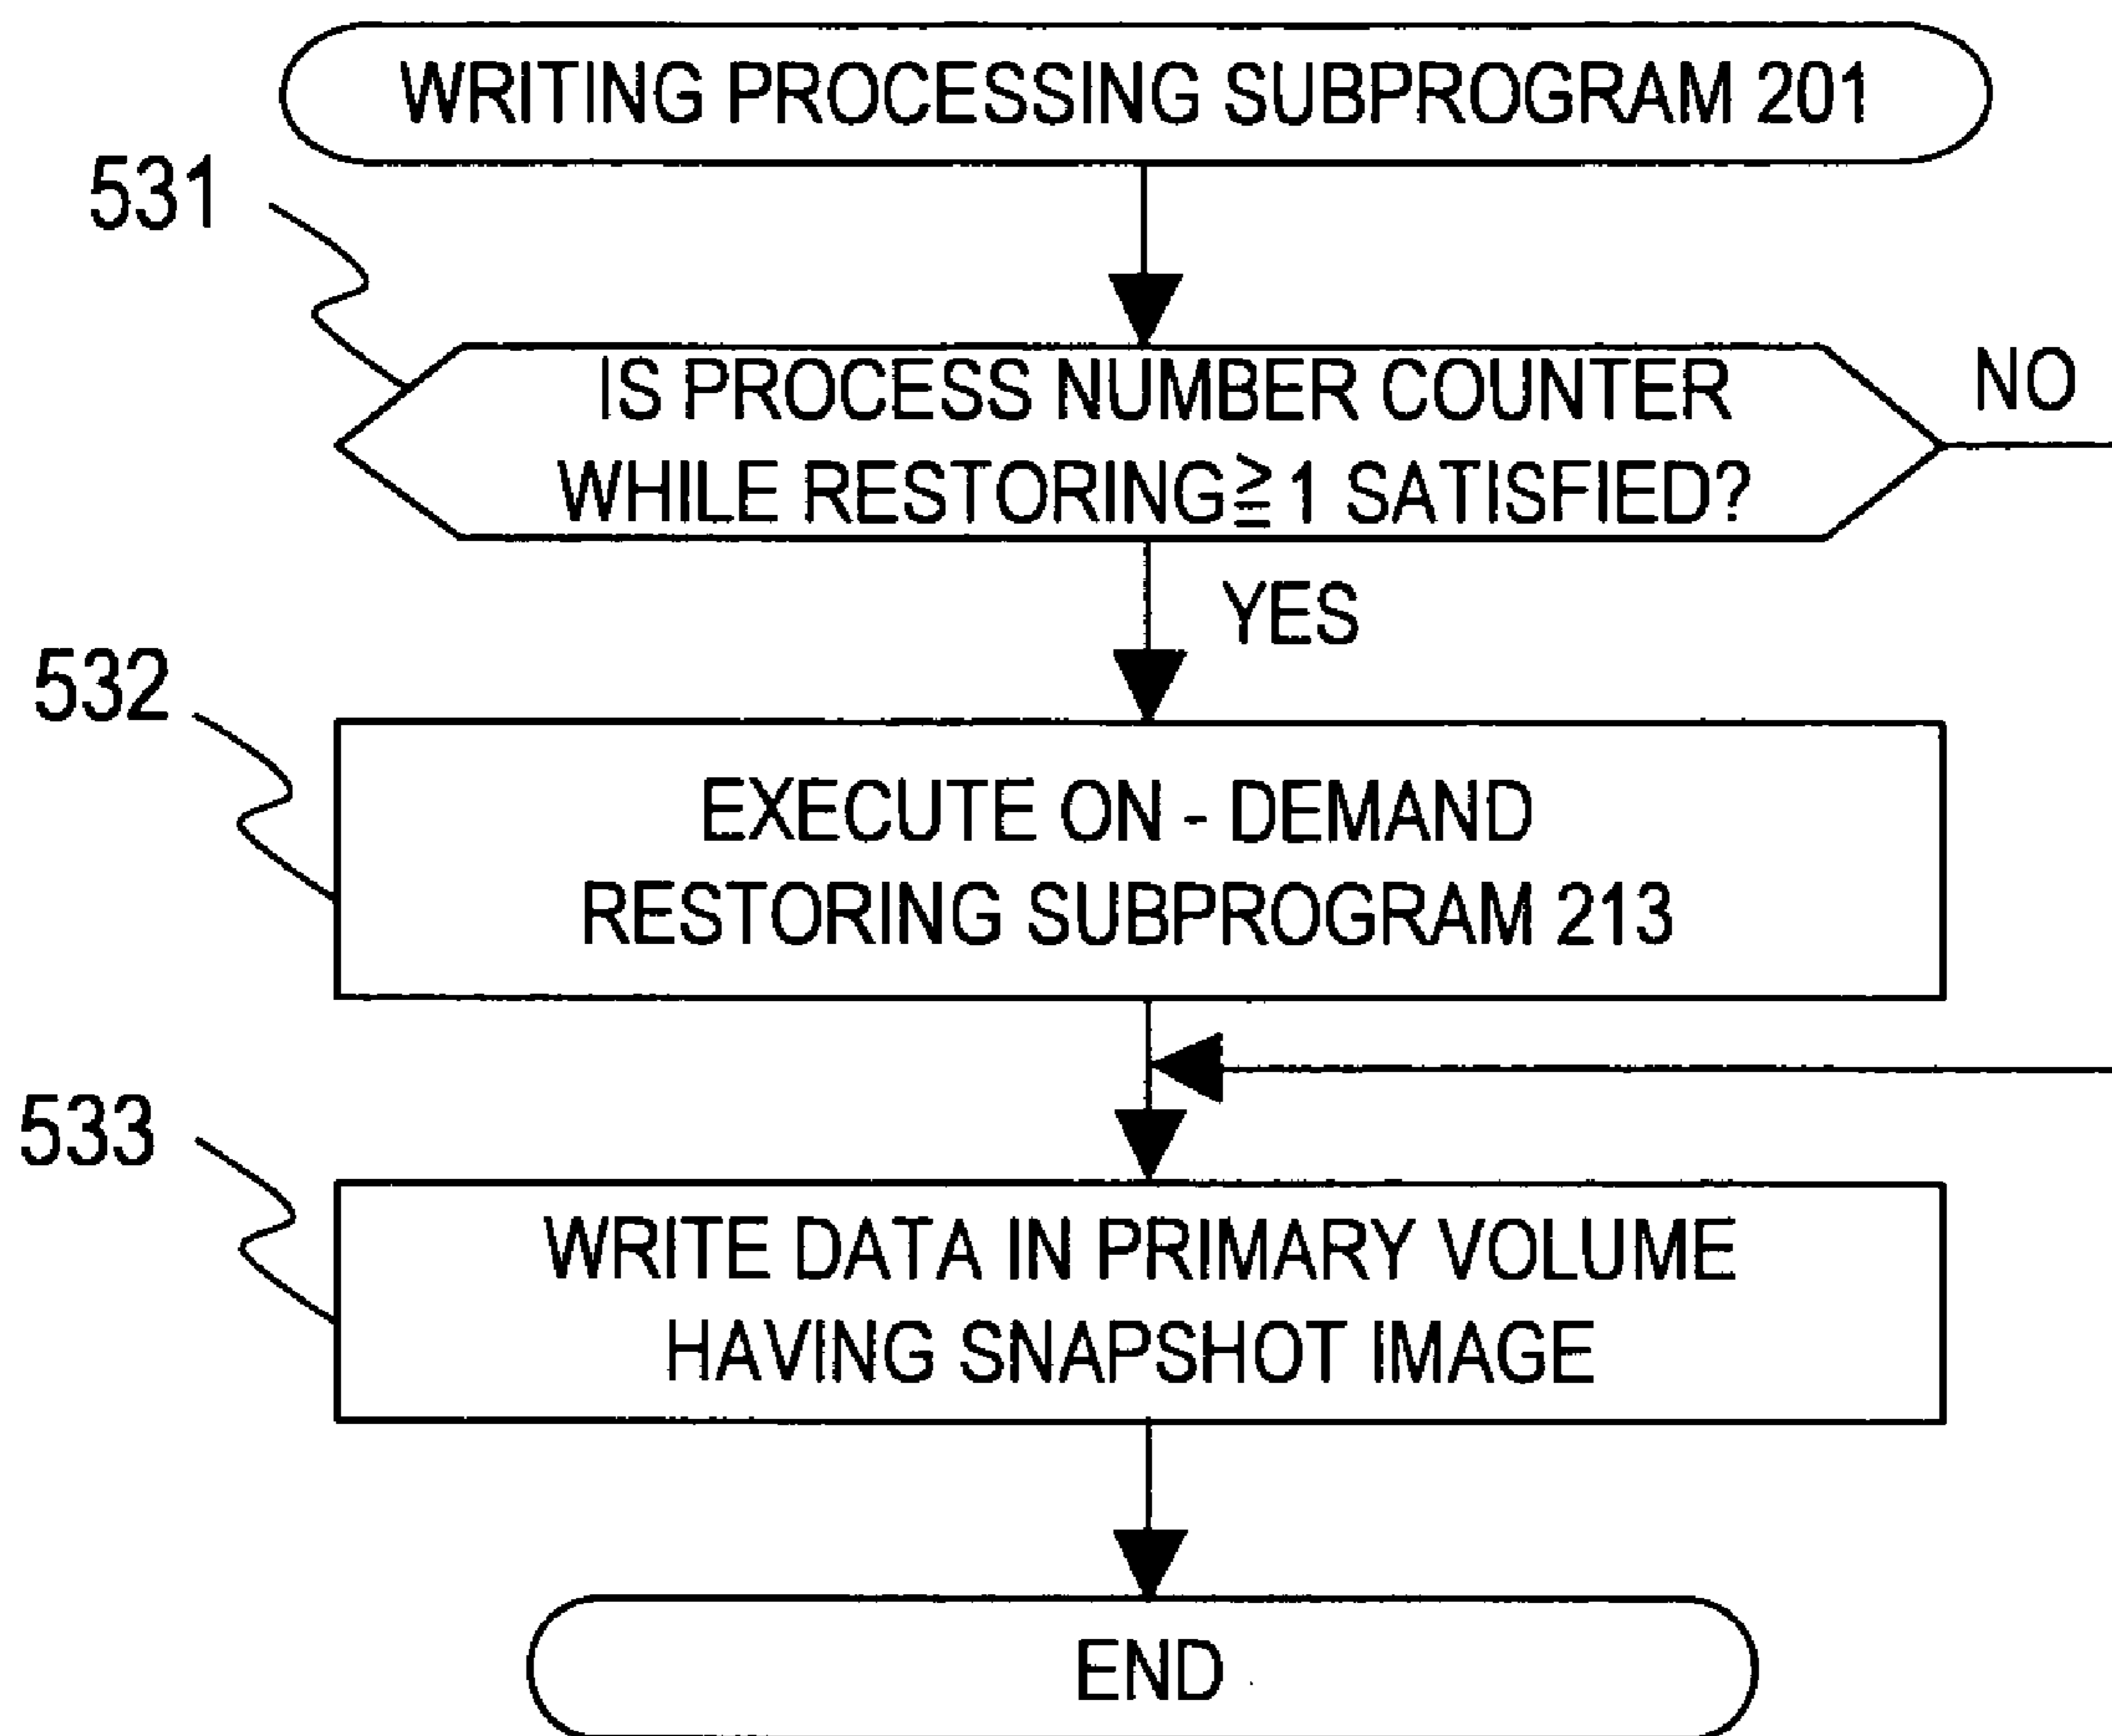 WRITING PROCESSING SUBPROGRAM 201
531
IS PROCESS NUMBER COUNTER
WHILE RESTORING≧1 SATISFIED?
NO
YES
532
EXECUTE ON - DEMAND
RESTORING SUBPROGRAM 213
533
WRITE DATA IN PRIMARY VOLUME
HAVING SNAPSHOT IMAGE
END